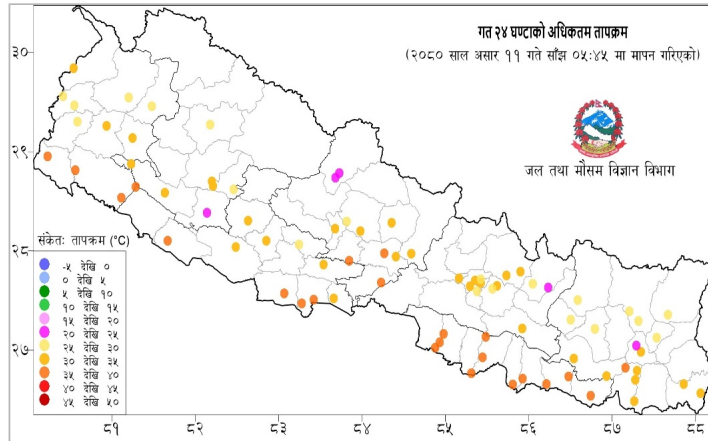 गत २४ घण्टाको अधिकतम तापक्रम
(२०८० साल असार ११ गते साँझ ०५:४५ मा मापन गरिएको)
जल तथा मौसम विज्ञान विभाग
३०
२९
२८
२७
संकेतः तापक्रम (°C)
-५ देखि ०
० देखि ५
५ देखि १०
१० देखि १५
१५ देखि २०
२० देखि २५
२५ देखि ३०
३० देखि ३५
३५ देखि ४०
४० देखि ४५
४५ देखि ५०
८१ ८२ ८३ ८४ ८५ ८६ ८७ ८८